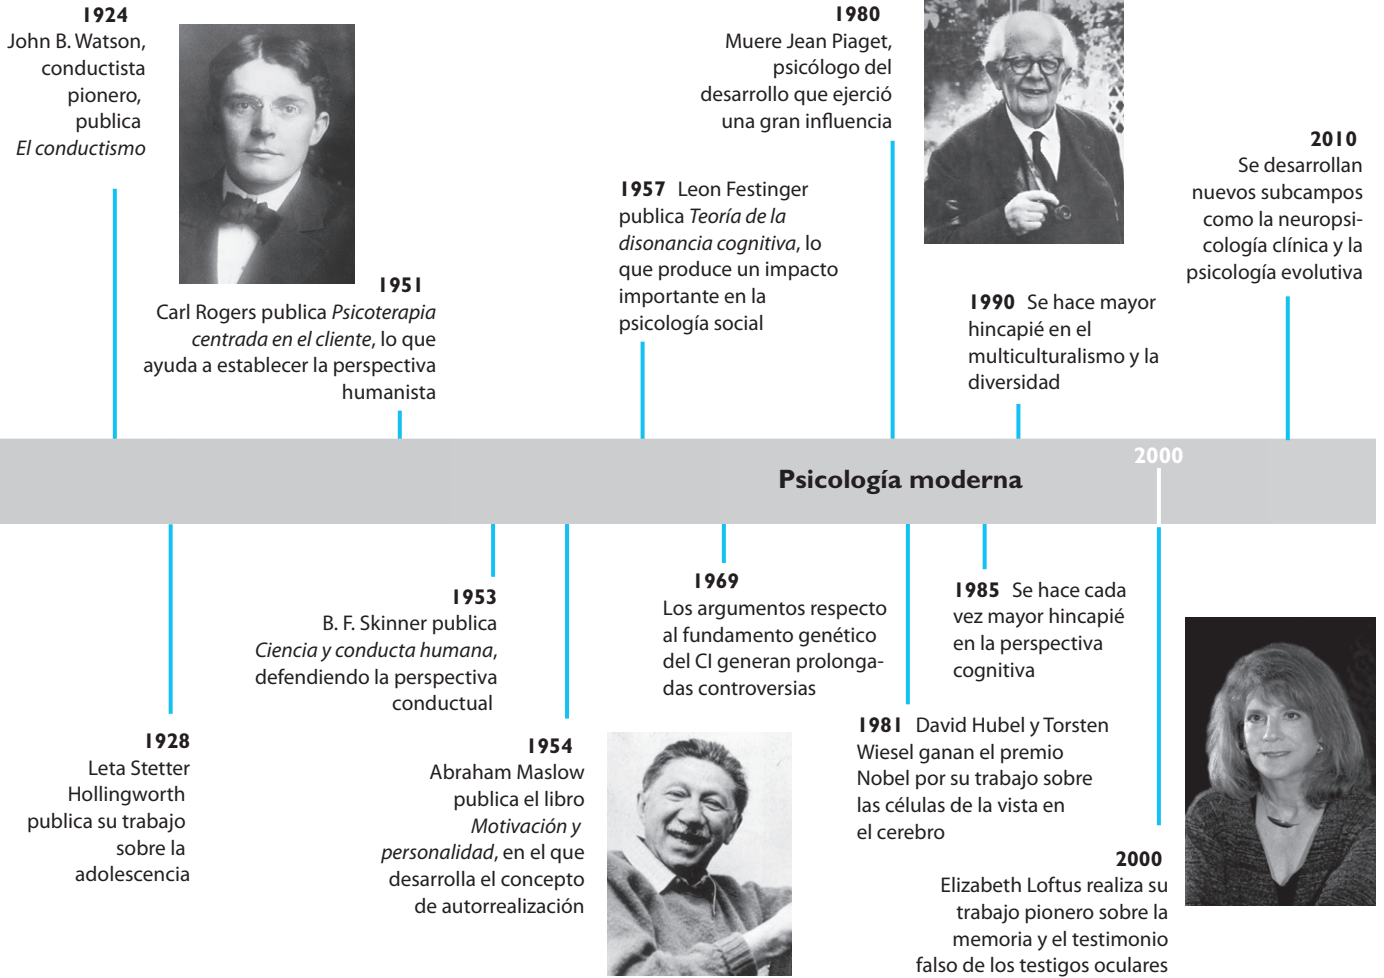 1924
John B. Watson,
conductista
pionero,
publica
El conductismo
1951
Carl Rogers publica Psicoterapia
centrada en el cliente, lo que
ayuda a establecer la perspectiva
humanista
1957 Leon Festinger
publica Teoría de la
disonancia cognitiva, lo
que produce un impacto
importante en la
psicología social
1980
Muere Jean Piaget,
psicólogo del
desarrollo que ejerció
una gran influencia
1990 Se hace mayor
hincapié en el
multiculturalismo y la
diversidad
2010
Se desarrollan
nuevos subcampos
como la neuropsi-
cología clínica y la
psicología evolutiva
Psicología moderna
2000
1928
Leta Stetter
Hollingworth
publica su trabajo
sobre la
adolescencia
1953
B. F. Skinner publica
Ciencia y conducta humana,
defendiendo la perspectiva
conductual
1954
Abraham Maslow
publica el libro
Motivación y
personalidad, en el que
desarrolla el concepto
de autorrealización
1969
Los argumentos respecto
al fundamento genético
del CI generan prolonga-
das controversias
1981 David Hubel y Torsten
Wiesel ganan el premio
Nobel por su trabajo sobre
las células de la vista en
el cerebro
1985 Se hace cada
vez mayor hincapié
en la perspectiva
cognitiva
2000
Elizabeth Loftus realiza su
trabajo pionero sobre la
memoria y el testimonio
falso de los testigos oculares